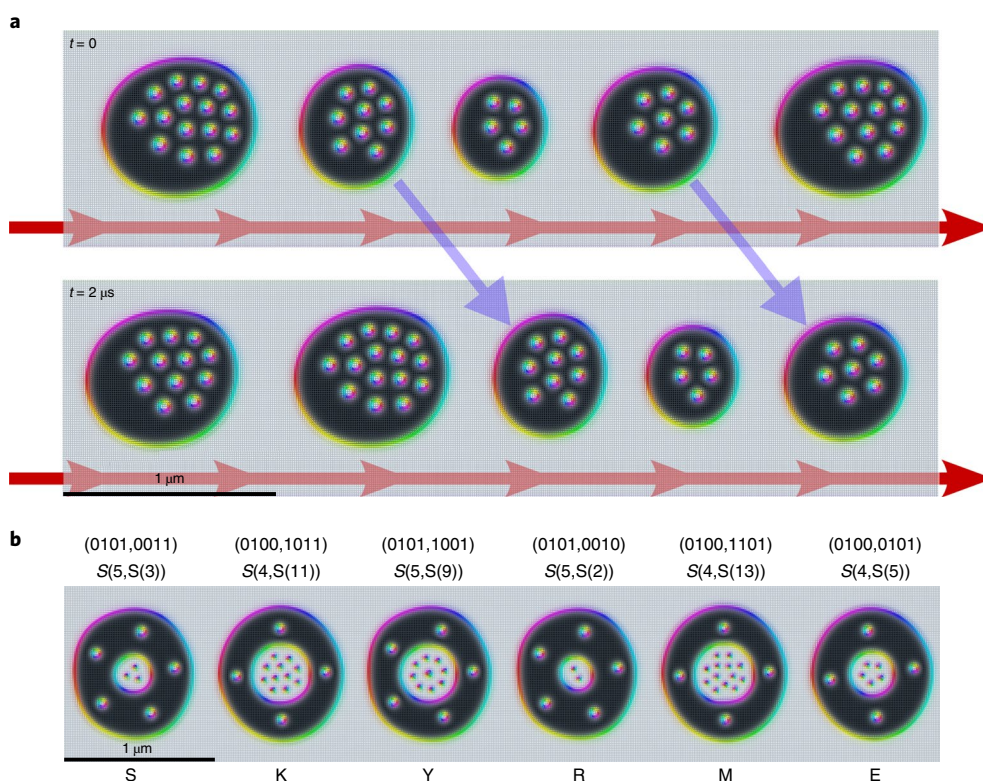 a
t = 0
t = 2 μs
1 μm
b
(0101,0011) (0100,1011) (0101,1001) (0101,0010) (0100,1101) (0100,0101)
S(5,S(3)) S(4,S(11)) S(5,S(9)) S(5,S(2)) S(4,S(13)) S(4,S(5))
1 μm
S K Y R M E